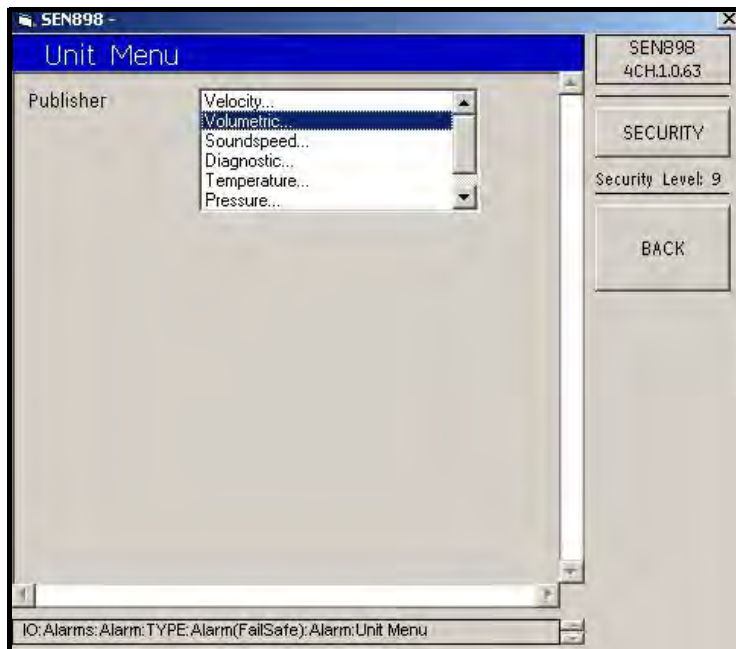 SEN898 -
Unit Menu
Publisher
Velocity...
Volumetric...
Soundspeed...
Diagnostic...
Temperature...
Pressure...
SEN898
4CH.1.0.63
SECURITY
Security Level: 9
BACK
IO:Alarms:Alarm:TYPE:Alarm(FailSafe):Alarm:Unit Menu